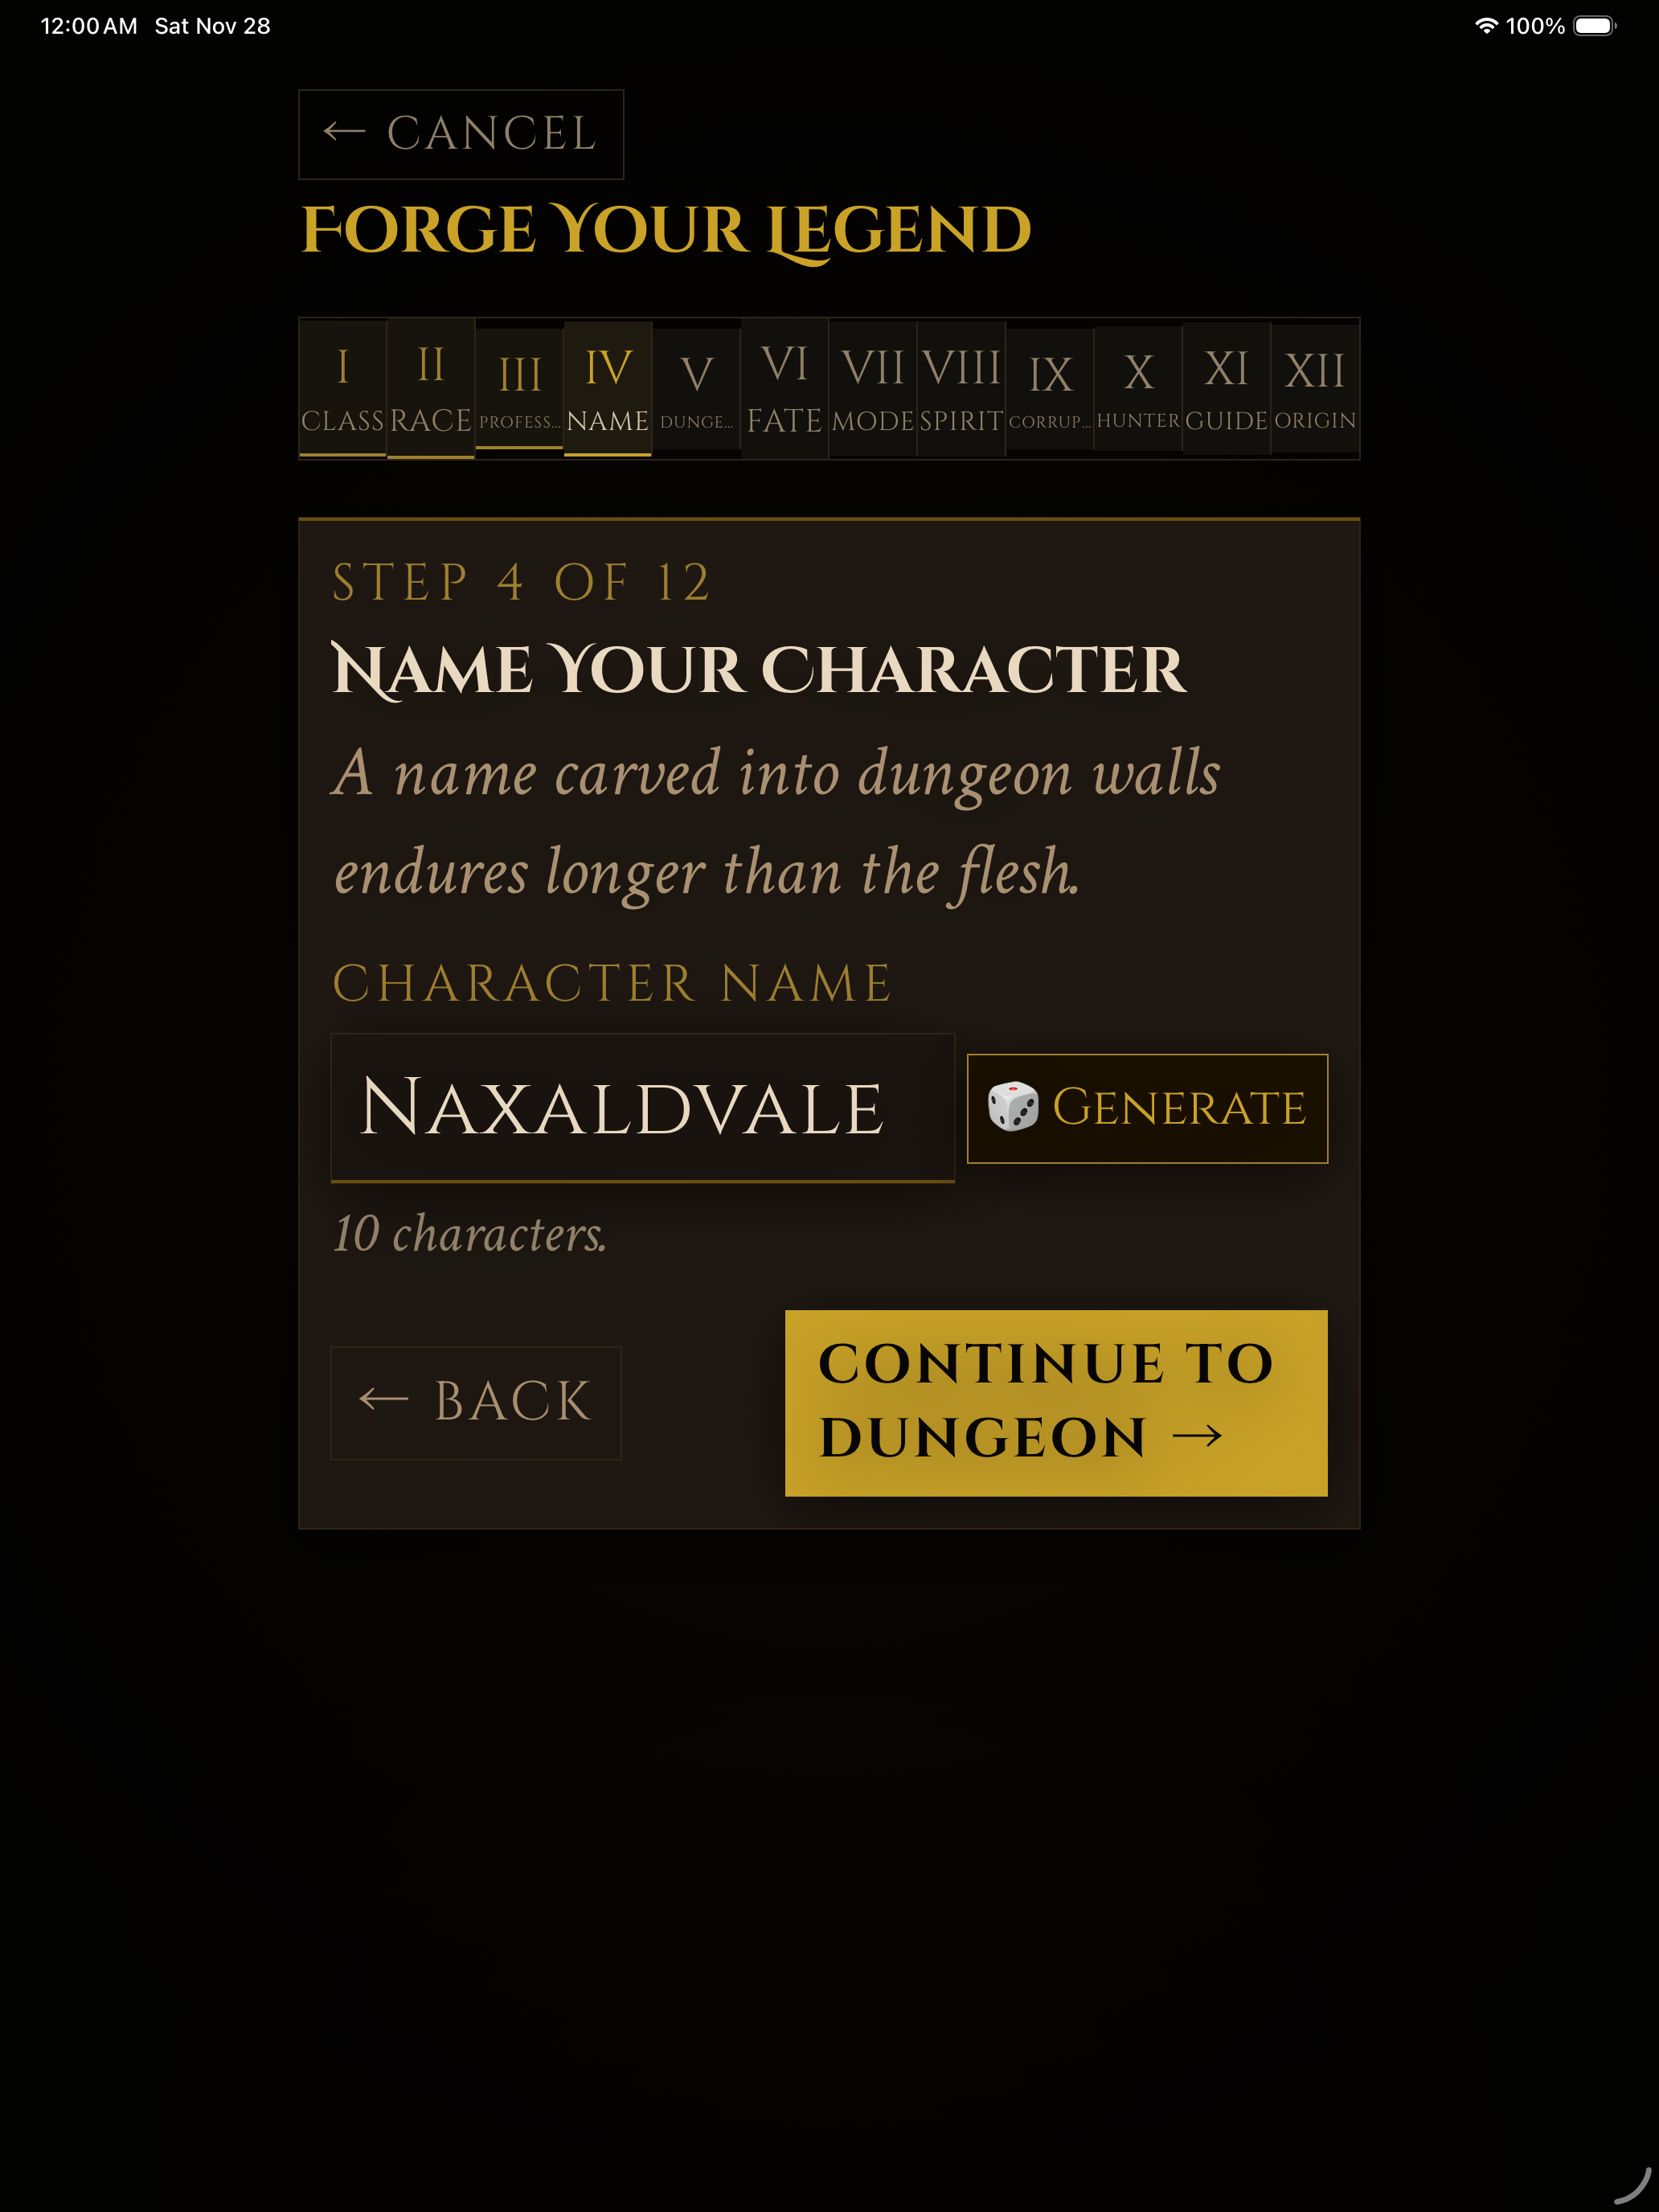 12:00 AM Sat Nov 28
100%
← CANCEL
Forge Your Legend
I II III IV V VI VII VIII IX X XI XII
CLASS RACE PROFESS... NAME DUNGE... FATE MODE SPIRIT CORRUP... HUNTER GUIDE ORIGIN
STEP 4 OF 12
Name Your Character
A name carved into dungeon walls
endures longer than the flesh.
CHARACTER NAME
Naxaldvale
🎲 Generate
10 characters.
← BACK
CONTINUE TO
DUNGEON →